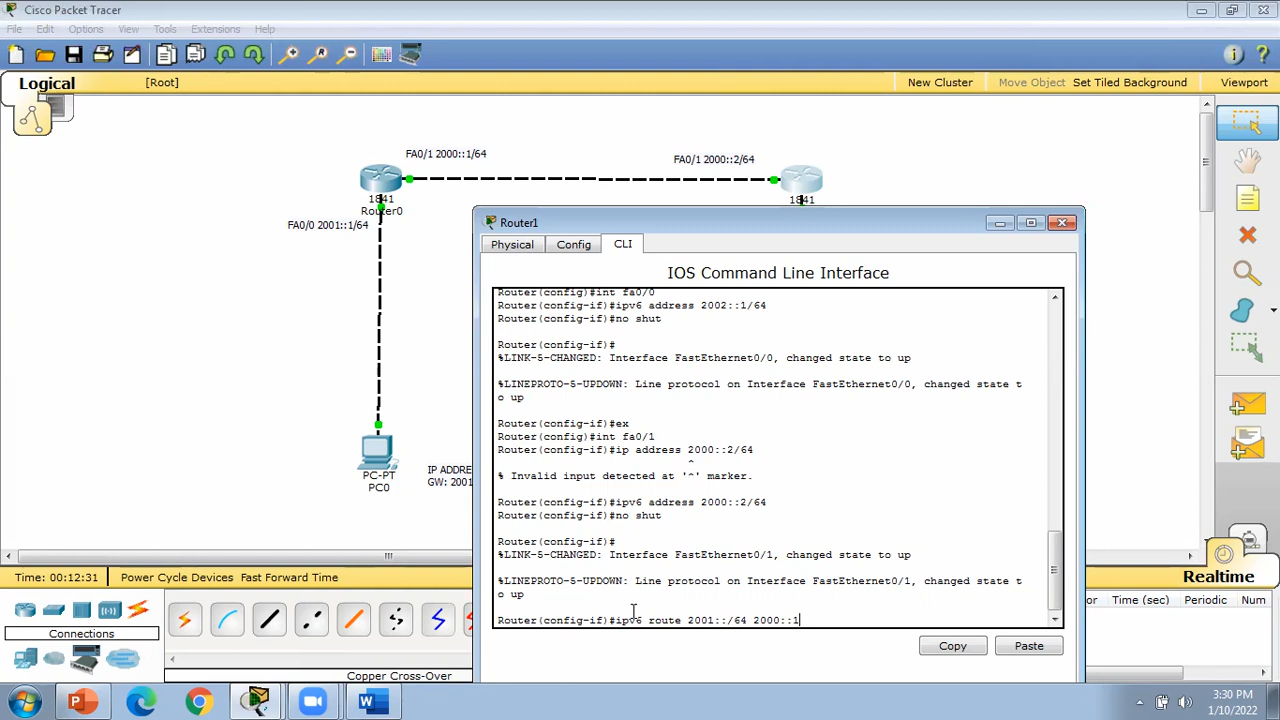 Cisco Packet Tracer
File Edit Options View Tools Extensions Help
Logical [Root] New Cluster Move Object Set Tiled Background Viewport
FA0/1 2000::1/64
FA0/1 2000::2/64
1841
Router0
1841
FA0/0 2001::1/64
PC-PT
PC0
IP ADDRE
GW: 2001
Router1
Physical Config CLI
IOS Command Line Interface
Router(config)#int fa0/0
Router(config-if)#ipv6 address 2002::1/64
Router(config-if)#no shut
Router(config-if)#
%LINK-5-CHANGED: Interface FastEthernet0/0, changed state to up
%LINEPROTO-5-UPDOWN: Line protocol on Interface FastEthernet0/0, changed state t
o up
Router(config-if)#ex
Router(config)#int fa0/1
Router(config-if)#ip address 2000::2/64
^
% Invalid input detected at '^' marker.
Router(config-if)#ipv6 address 2000::2/64
Router(config-if)#no shut
Router(config-if)#
%LINK-5-CHANGED: Interface FastEthernet0/1, changed state to up
%LINEPROTO-5-UPDOWN: Line protocol on Interface FastEthernet0/1, changed state t
o up
Router(config-if)#ipv6 route 2001::/64 2000::1
Copy Paste
Time: 00:12:31 Power Cycle Devices Fast Forward Time
Realtime
Connections
Copper Cross-Over
or Time (sec) Periodic Num
3:30 PM
1/10/2022